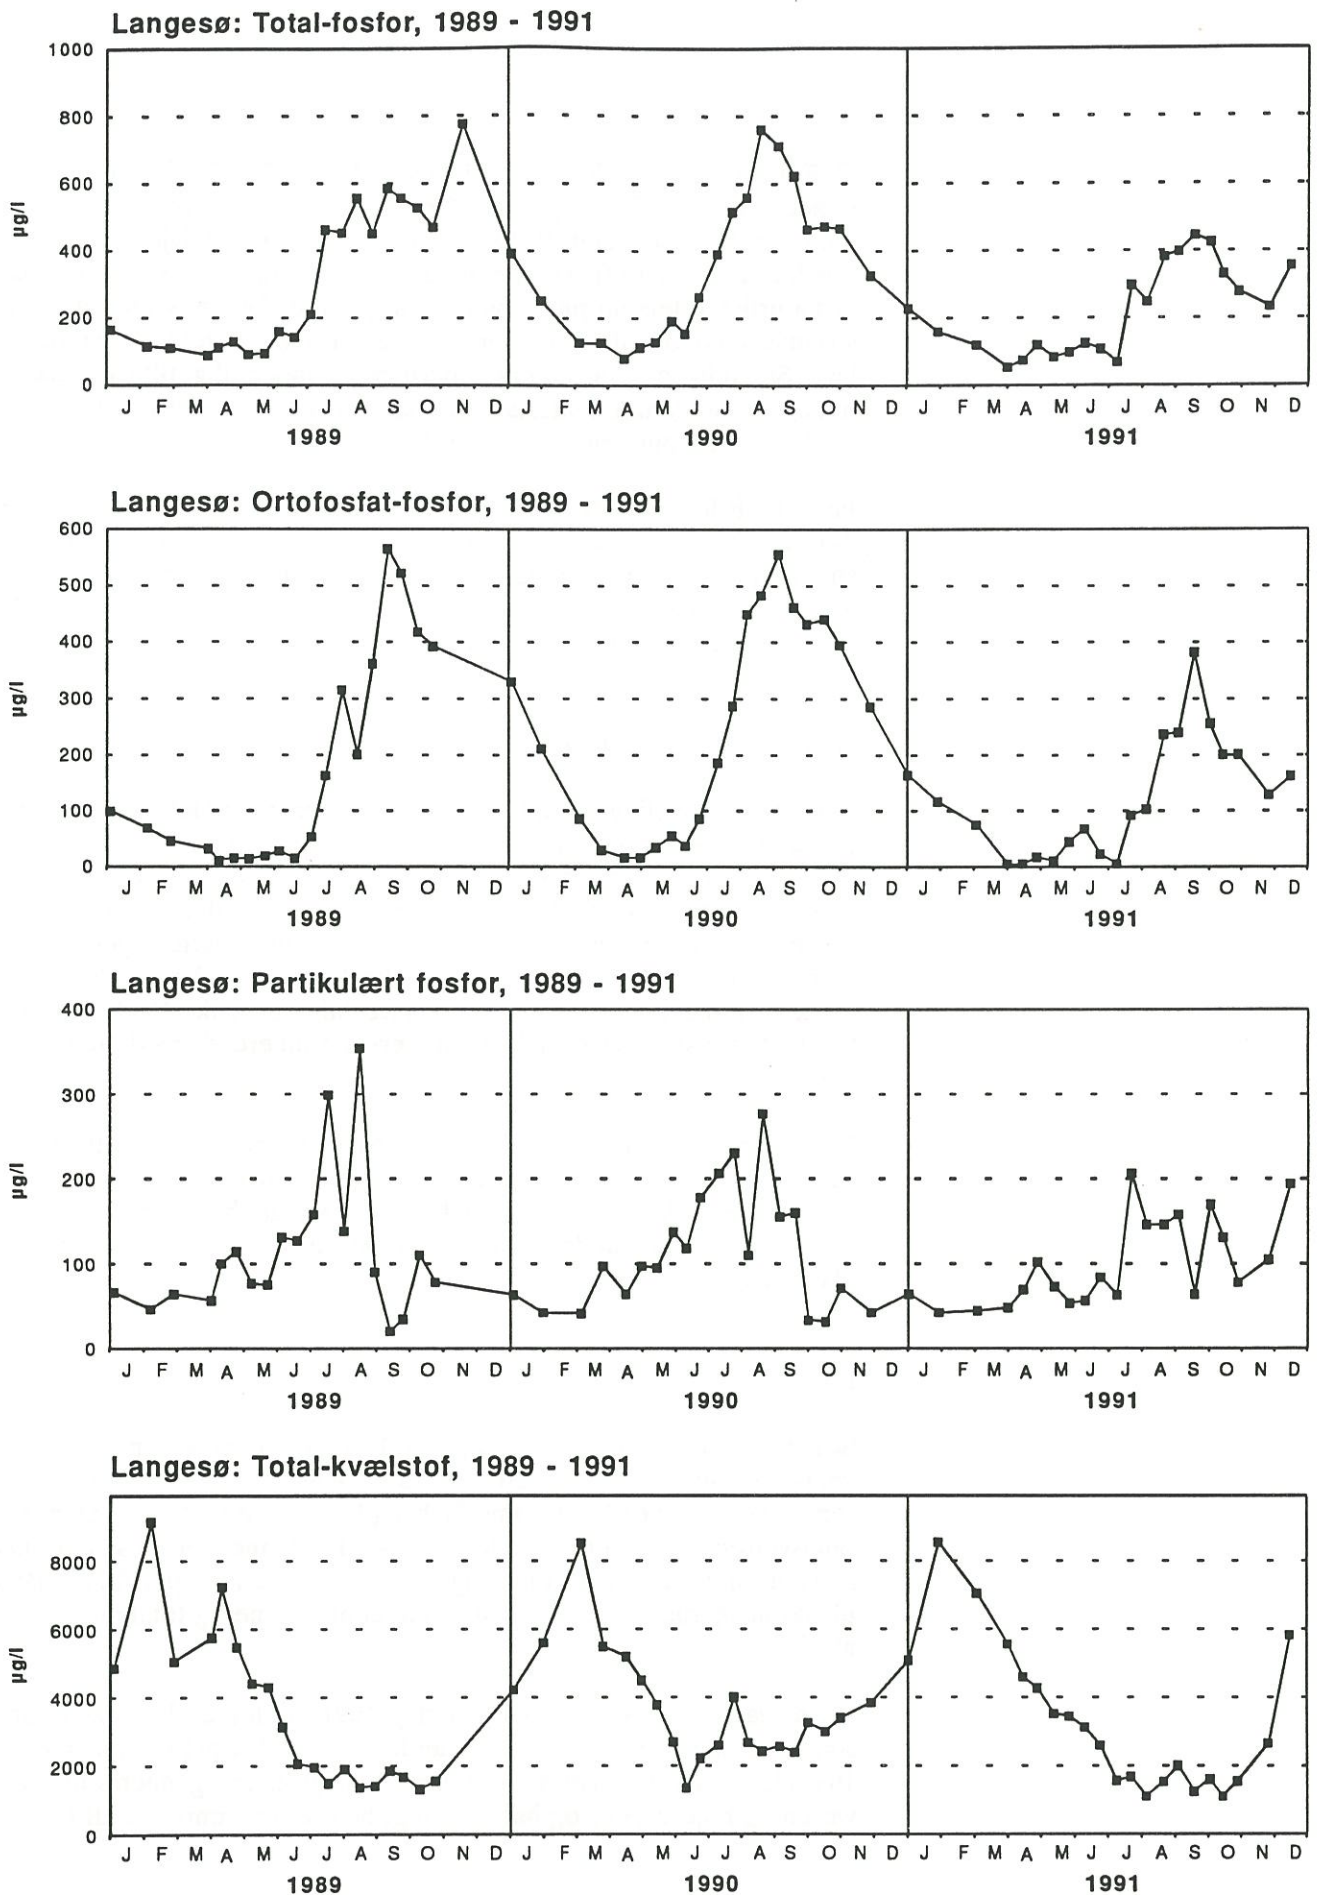 Langesø: Total-fosfor, 1989 - 1991
1000
800
600
400
200
0
µg/l
J F M A M J J A S O N D J F M A M J J A S O N D J F M A M J J A S O N D
1989 1990 1991
Langesø: Ortofosfat-fosfor, 1989 - 1991
600
500
400
300
200
100
0
µg/l
J F M A M J J A S O N D J F M A M J J A S O N D J F M A M J J A S O N D
1989 1990 1991
Langesø: Partikulært fosfor, 1989 - 1991
400
300
200
100
0
µg/l
J F M A M J J A S O N D J F M A M J J A S O N D J F M A M J J A S O N D
1989 1990 1991
Langesø: Total-kvælstof, 1989 - 1991
8000
6000
4000
2000
0
µg/l
J F M A M J J A S O N D J F M A M J J A S O N D J F M A M J J A S O N D
1989 1990 1991